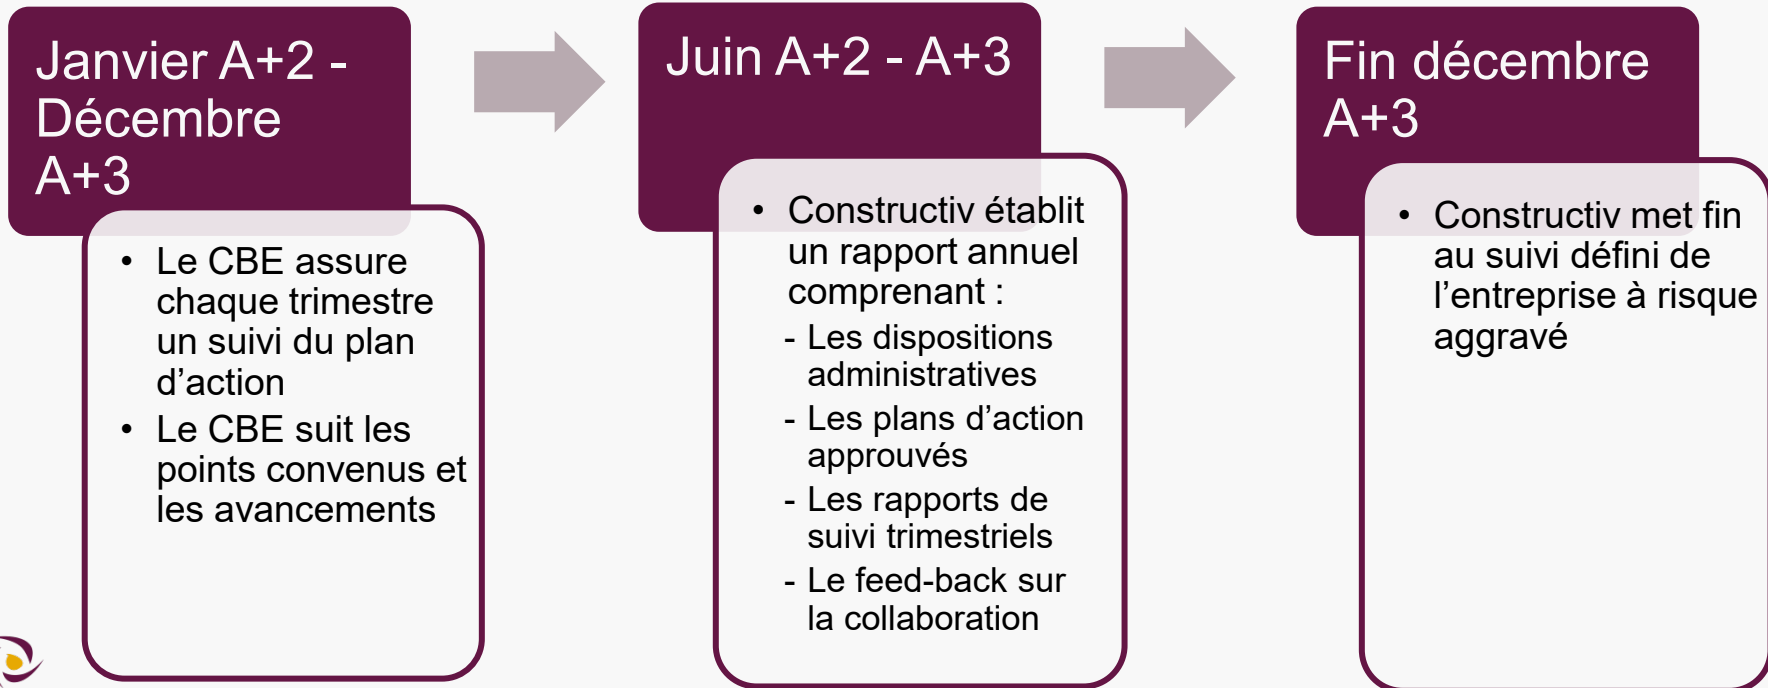 Janvier A+2 -
Décembre
A+3
• Le CBE assure
chaque trimestre
un suivi du plan
d’action
• Le CBE suit les
points convenus et
les avancements
Juin A+2 - A+3
• Constructiv établit
un rapport annuel
comprenant :
- Les dispositions
administratives
- Les plans d’action
approuvés
- Les rapports de
suivi trimestriels
- Le feed-back sur
la collaboration
Fin décembre
A+3
• Constructiv met fin
au suivi défini de
l’entreprise à risque
aggravé